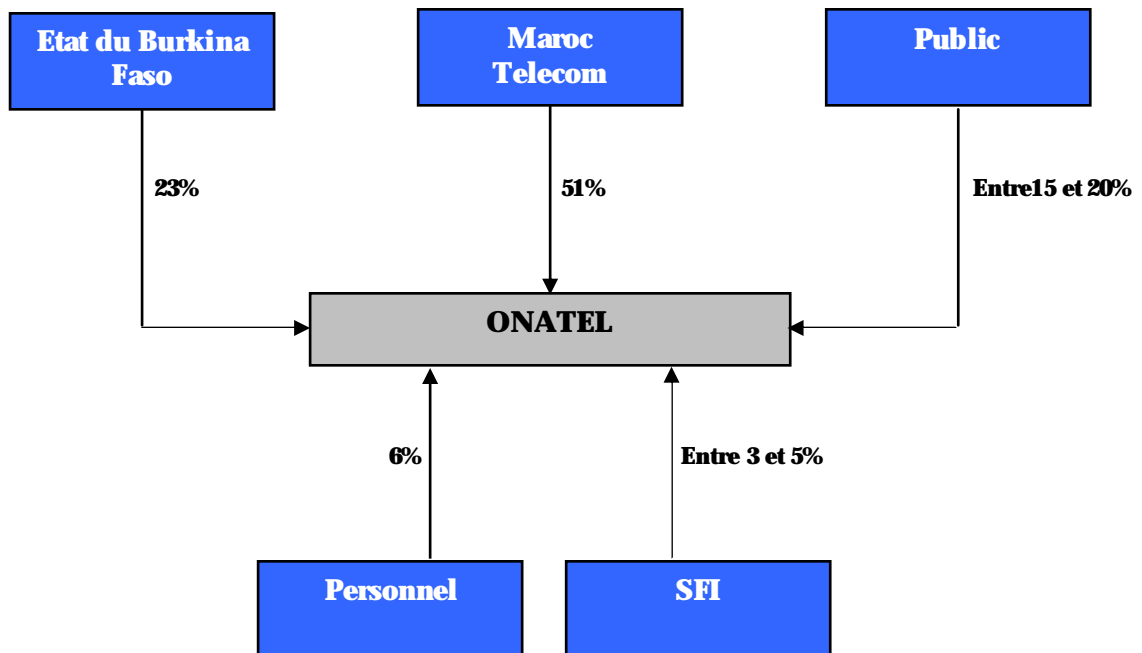 Etat du Burkina
Faso
Maroc
Telecom
Public
23%
51%
Entre15 et 20%
ONATEL
6%
Entre 3 et 5%
Personnel
SFI